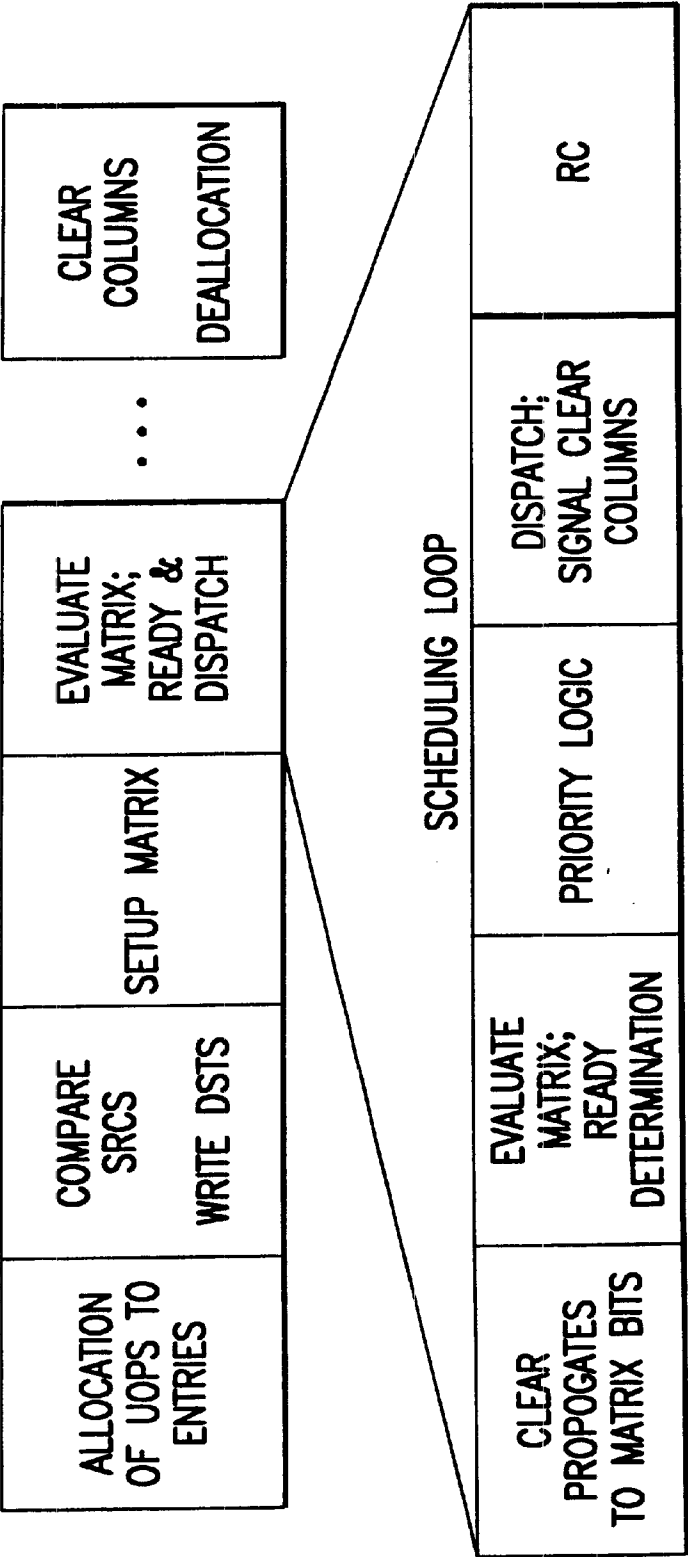 ALLOCATION
OF UOPS TO
ENTRIES
COMPARE
SRCS
WRITE DSTS
SETUP MATRIX
EVALUATE
MATRIX;
READY &
DISPATCH
...
CLEAR
COLUMNS
DEALLOCATION
SCHEDULING LOOP
CLEAR
PROPOGATES
TO MATRIX BITS
EVALUATE
MATRIX;
READY
DETERMINATION
PRIORITY LOGIC
DISPATCH;
SIGNAL CLEAR
COLUMNS
RC